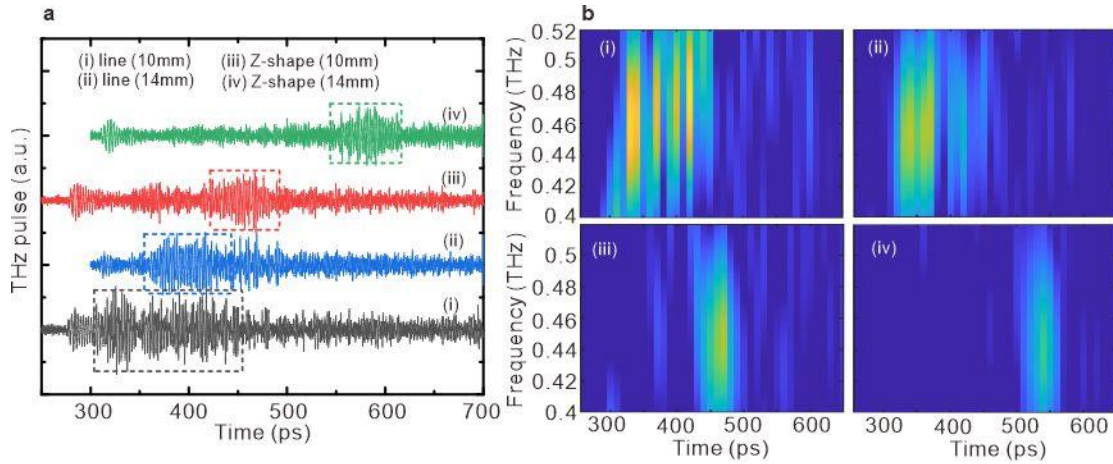 a
(i) line (10mm) (iii) Z-shape (10mm)
(ii) line (14mm) (iv) Z-shape (14mm)
(iv)
(iii)
(ii)
(i)
THz pulse (a.u.)
300 400 500 600 700
Time (ps)
b
(i)
(ii)
0.52
0.5
0.48
0.46
0.44
0.42
0.4
Frequency (THz)
(iii)
(iv)
0.5
0.48
0.46
0.44
0.42
0.4
Frequency (THz)
300 400 500 600
300 400 500 600
Time (ps)
Time (ps)